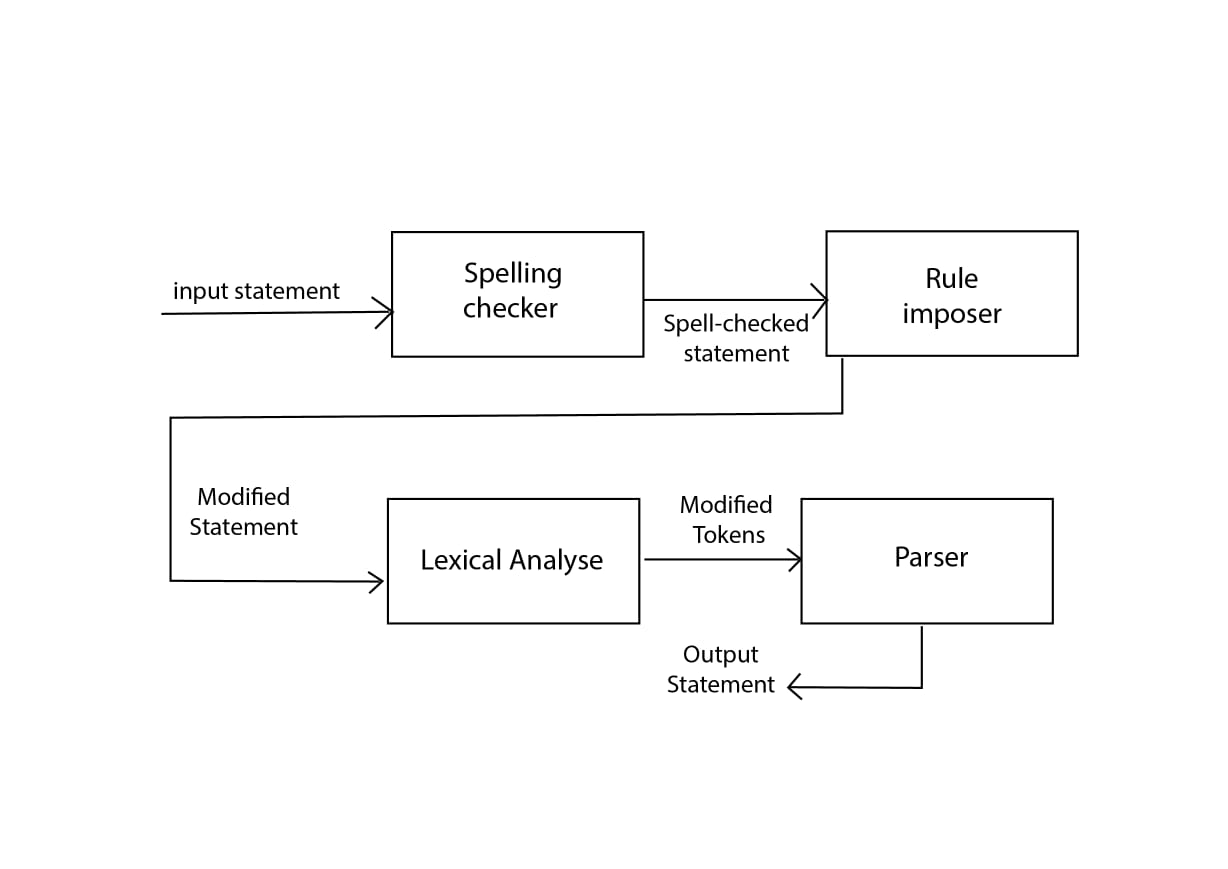 input statement
Spelling
checker
Spell-checked
statement
Rule
imposer
Modified
Statement
Lexical Analyse
Modified
Tokens
Parser
Output
Statement